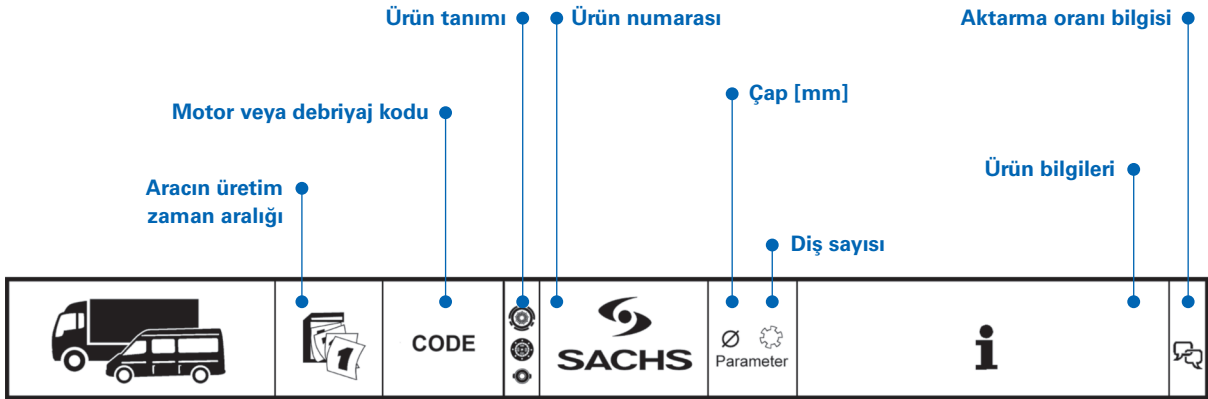 Ürün tanımı
Ürün numarası
Aktarma oranı bilgisi
Çap [mm]
Motor veya debriyaj kodu
Ürün bilgileri
Aracın üretim
zaman aralığı
Diş sayısı
1
CODE
SACHS
Ø
Parameter
i